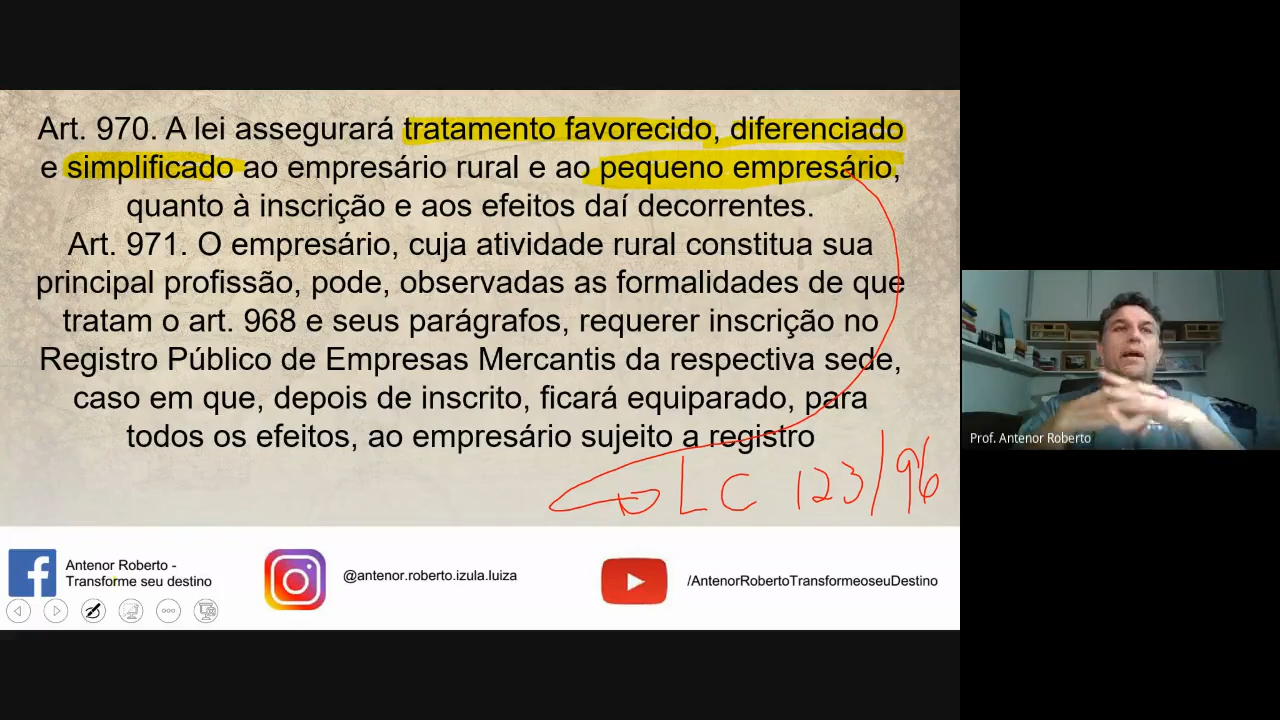 Art. 970. A lei assegurará tratamento favorecido, diferenciado
e simplificado ao empresário rural e ao pequeno empresário,
quanto à inscrição e aos efeitos daí decorrentes.
Art. 971. O empresário, cuja atividade rural constitua sua
principal profissão, pode, observadas as formalidades de que
tratam o art. 968 e seus parágrafos, requerer inscrição no
Registro Público de Empresas Mercantis da respectiva sede,
caso em que, depois de inscrito, ficará equiparado, para
todos os efeitos, ao empresário sujeito a registro
LC 123/96
Prof. Antenor Roberto
Antenor Roberto -
Transforme seu destino
@antenor.roberto.izula.luiza
/AntenorRobertoTransformeoseuDestino